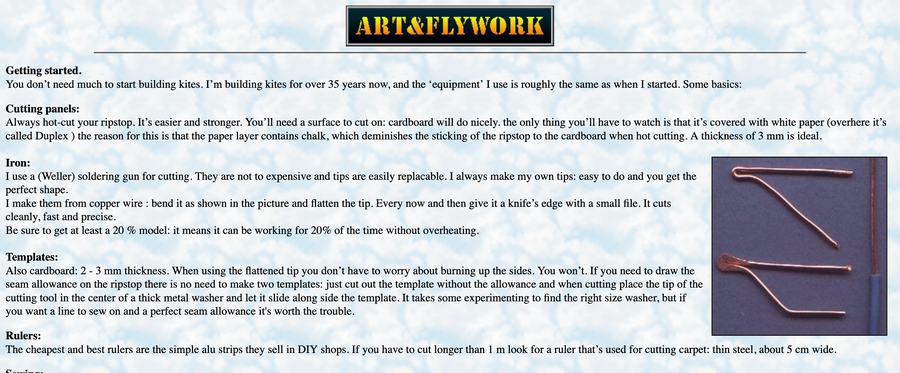 ART&FLYWORK
Getting started.
You don't need much to start building kites. I'm building kites for over 35 years now, and the 'equipment' I use is roughly the same as when I started. Some basics:
Cutting panels:
Always hot-cut your ripstop. It's easier and stronger. You'll need a surface to cut on: cardboard will do nicely. the only thing you'll have to watch is that it's covered with white paper (overhere it's
called Duplex ) the reason for this is that the paper layer contains chalk, which deminishes the sticking of the ripstop to the cardboard when hot cutting. A thickness of 3 mm is ideal.
Iron:
I use a (Weller) soldering gun for cutting. They are not to expensive and tips are easily replacable. I always make my own tips: easy to do and you get the
perfect shape.
I make them from copper wire : bend it as shown in the picture and flatten the tip. Every now and then give it a knife's edge with a small file. It cuts
cleanly, fast and precise.
Be sure to get at least a 20 % model: it means it can be working for 20% of the time without overheating.
Templates:
Also cardboard: 2 - 3 mm thickness. When using the flattened tip you don't have to worry about burning up the sides. You won't. If you need to draw the
seam allowance on the ripstop there is no need to make two templates: just cut out the template without the allowance and when cutting place the tip of the
cutting tool in the center of a thick metal washer and let it slide along side the template. It takes some experimenting to find the right size washer, but if
you want a line to sew on and a perfect seam allowance it's worth the trouble.
Rulers:
The cheapest and best rulers are the simple alu strips they sell in DIY shops. If you have to cut longer than 1 m look for a ruler that's used for cutting carpet: thin steel, about 5 cm wide.